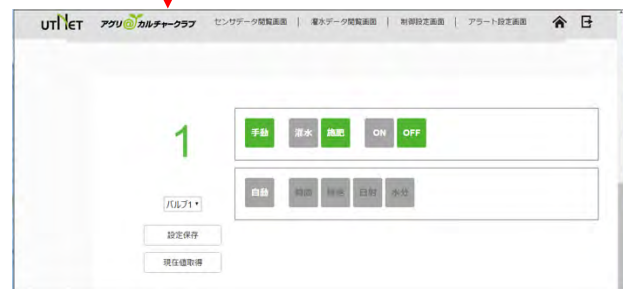 UTNET アグリ@カルチャークラブ センサデータ閲覧画面 | 灌水データ閲覧画面 | 制御設定画面 | アラート設定画面
1
手動 灌水 施肥 ON OFF
自動 時間 日射 水分
バルブ1
設定保存
現在値取得